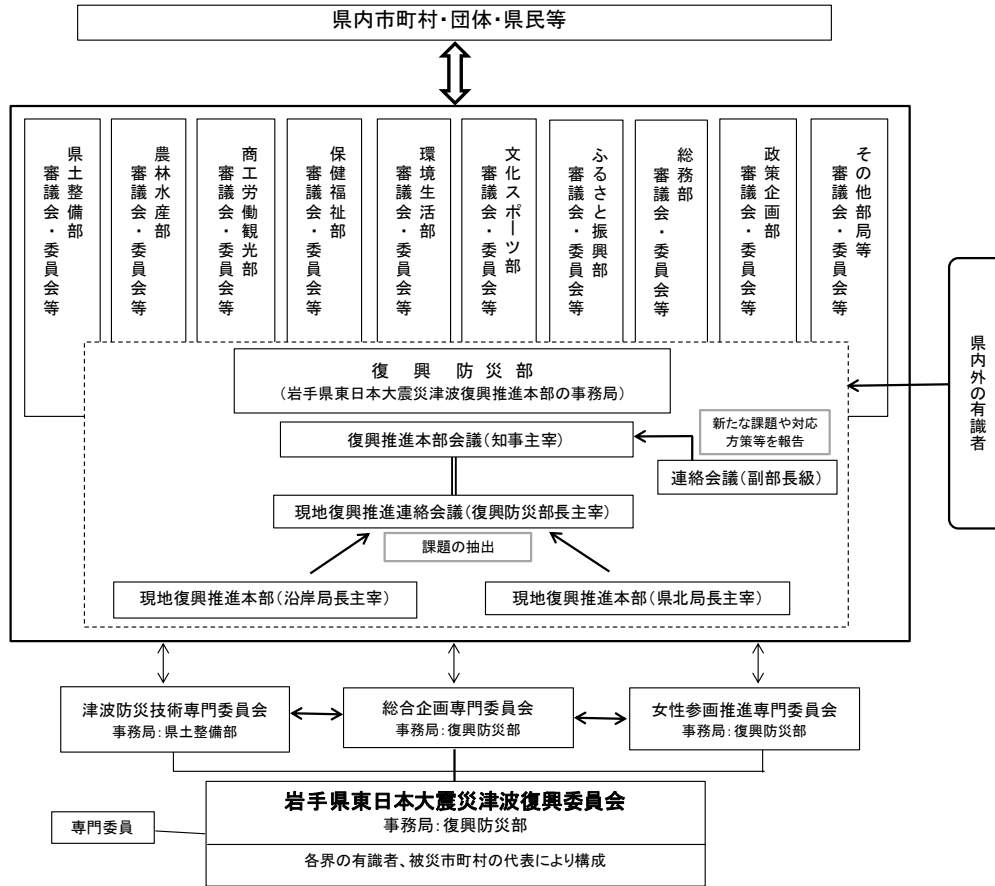 県内市町村・団体・県民等
県土整備部
審議会・委員会等
農林水産部
審議会・委員会等
商工労働観光部
審議会・委員会等
保健福祉部
審議会・委員会等
環境生活部
審議会・委員会等
文化スポーツ部
審議会・委員会等
ふるさと振興部
審議会・委員会等
総務部
審議会・委員会等
政策企画部
審議会・委員会等
その他部局等
審議会・委員会等
県内外の有識者
復興防災部
(岩手県東日本大震災津波復興推進本部の事務局)
復興推進本部会議(知事主宰)
新たな課題や対応
方策等を報告
連絡会議(副部長級)
現地復興推進連絡会議(復興防災部長主宰)
課題の抽出
現地復興推進本部(沿岸局長主宰)
現地復興推進本部(県北局長主宰)
津波防災技術専門委員会
事務局:県土整備部
総合企画専門委員会
事務局:復興防災部
女性参画推進専門委員会
事務局:復興防災部
岩手県東日本大震災津波復興委員会
事務局:復興防災部
専門委員
各界の有識者、被災市町村の代表により構成